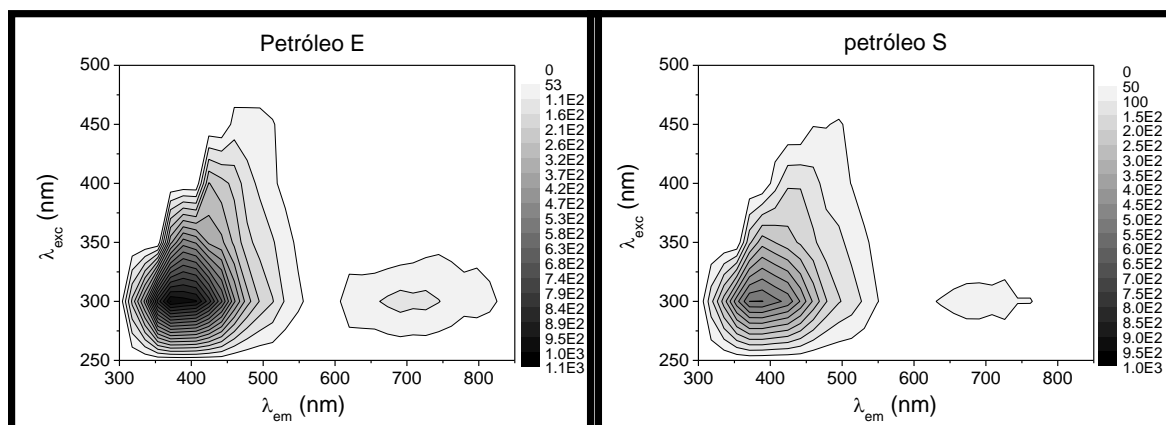 Petróleo E
500
450
400
350
300
250
λexc (nm)
300 400 500 600 700 800
λem (nm)
0
53
1.1E2
1.6E2
2.1E2
2.6E2
3.2E2
3.7E2
4.2E2
4.7E2
5.3E2
5.8E2
6.3E2
6.8E2
7.4E2
7.9E2
8.4E2
8.9E2
9.5E2
1.0E3
1.1E3
petróleo S
500
450
400
350
300
250
λexc (nm)
300 400 500 600 700 800
λem (nm)
0
50
100
1.5E2
2.0E2
2.5E2
3.0E2
3.5E2
4.0E2
4.5E2
5.0E2
5.5E2
6.0E2
6.5E2
7.0E2
7.5E2
8.0E2
8.5E2
9.0E2
9.5E2
1.0E3